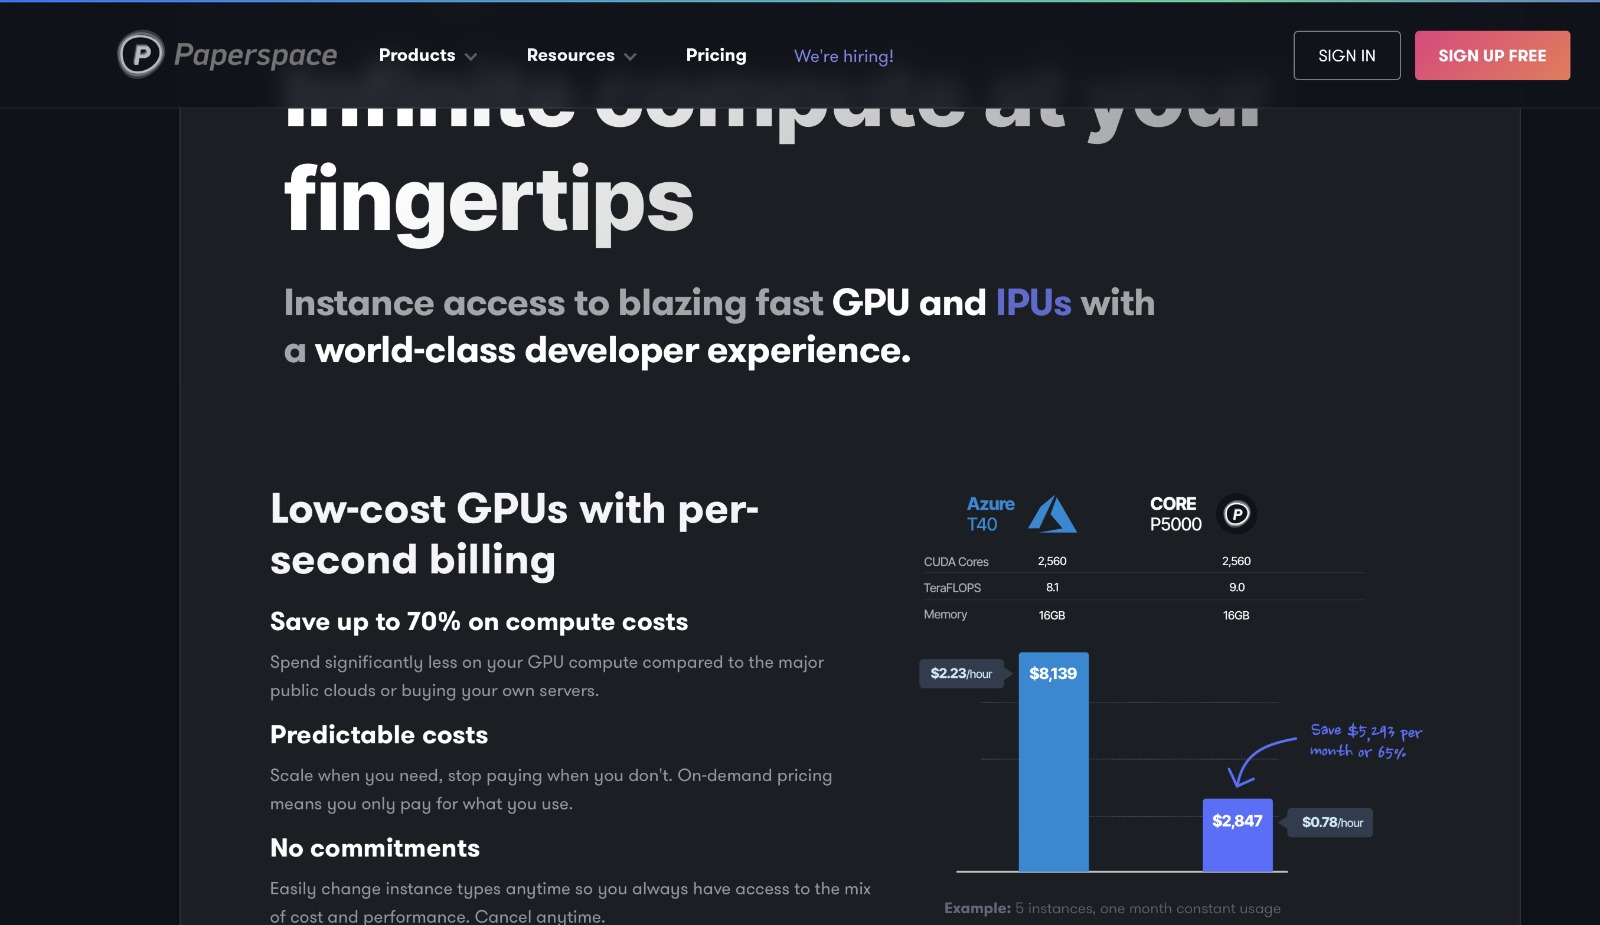 Paperspace Products Resources Pricing We're hiring! SIGN IN SIGN UP FREE
Infinite compute at your
fingertips
Instance access to blazing fast GPU and IPUs with
a world-class developer experience.
Low-cost GPUs with per-
second billing
Save up to 70% on compute costs
Spend significantly less on your GPU compute compared to the major
public clouds or buying your own servers.
Predictable costs
Scale when you need, stop paying when you don't. On-demand pricing
means you only pay for what you use.
No commitments
Easily change instance types anytime so you always have access to the mix
of cost and performance. Cancel anytime.
Azure CORE
T40 P5000
CUDA Cores 2,560 2,560
TeraFLOPS 8.1 9.0
Memory 16GB 16GB
$2.23/hour $8,139
Save $5,293 per
month or 65%
$2,847 $0.78/hour
Example: 5 instances, one month constant usage